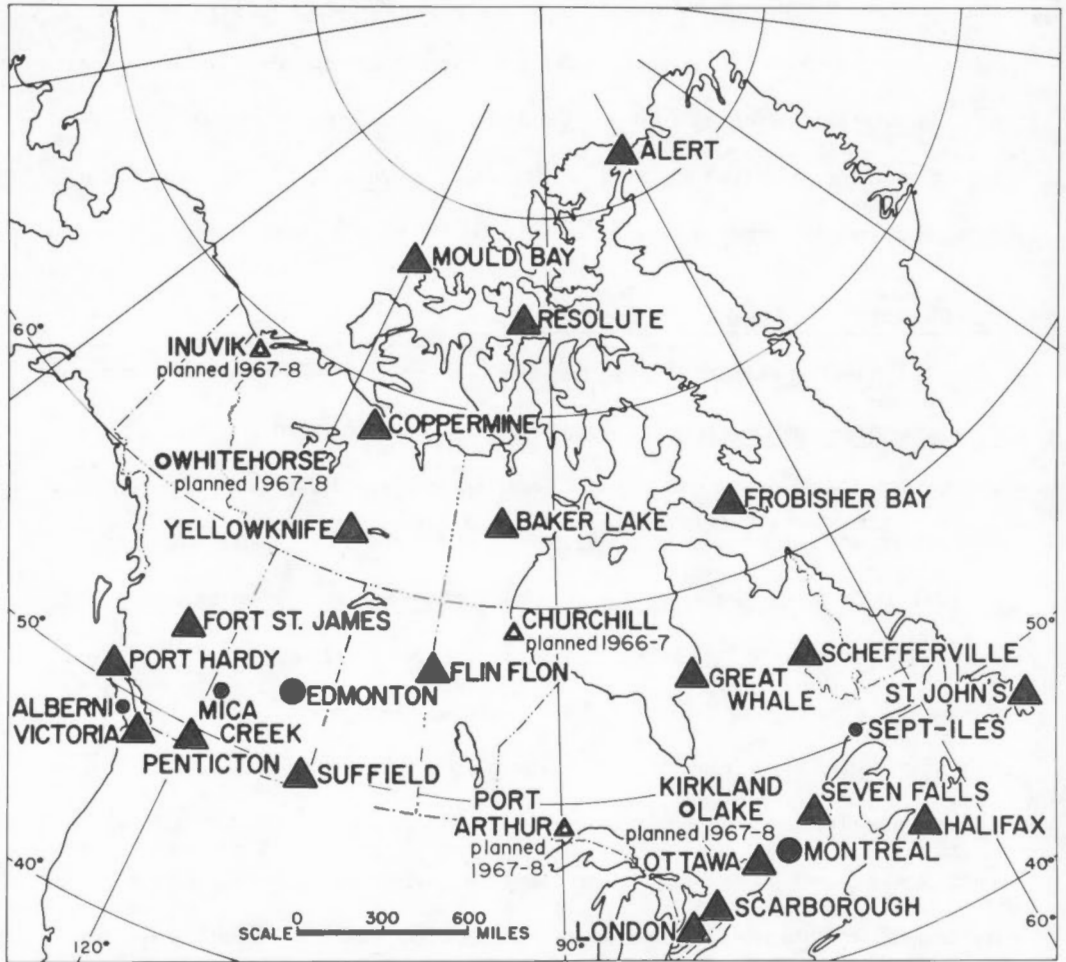 ALERT
MOULD BAY
RESOLUTE
60°
INUVIK
planned 1967-8
COPPERMINE
WHITEHORSE
planned 1967-8
FROBISHER BAY
YELLOWKNIFE
BAKER LAKE
50°
FORT ST. JAMES
CHURCHILL
planned 1966-7
50°
PORT HARDY
FLIN FLON
GREAT
WHALE
SCHEFFERVILLE
ST JOHN'S
ALBERNI
VICTORIA
MICA
CREEK
EDMONTON
SEPT-ILES
PENTICTON
SUFFIELD
KIRKLAND
LAKE
planned 1967-8
SEVEN FALLS
PORT
ARTHUR
planned
1967-8
HALIFAX
OTTAWA
MONTREAL
40°
40°
SCARBOROUGH
LONDON
0 300 600
SCALE MILES
120°
90°
60°